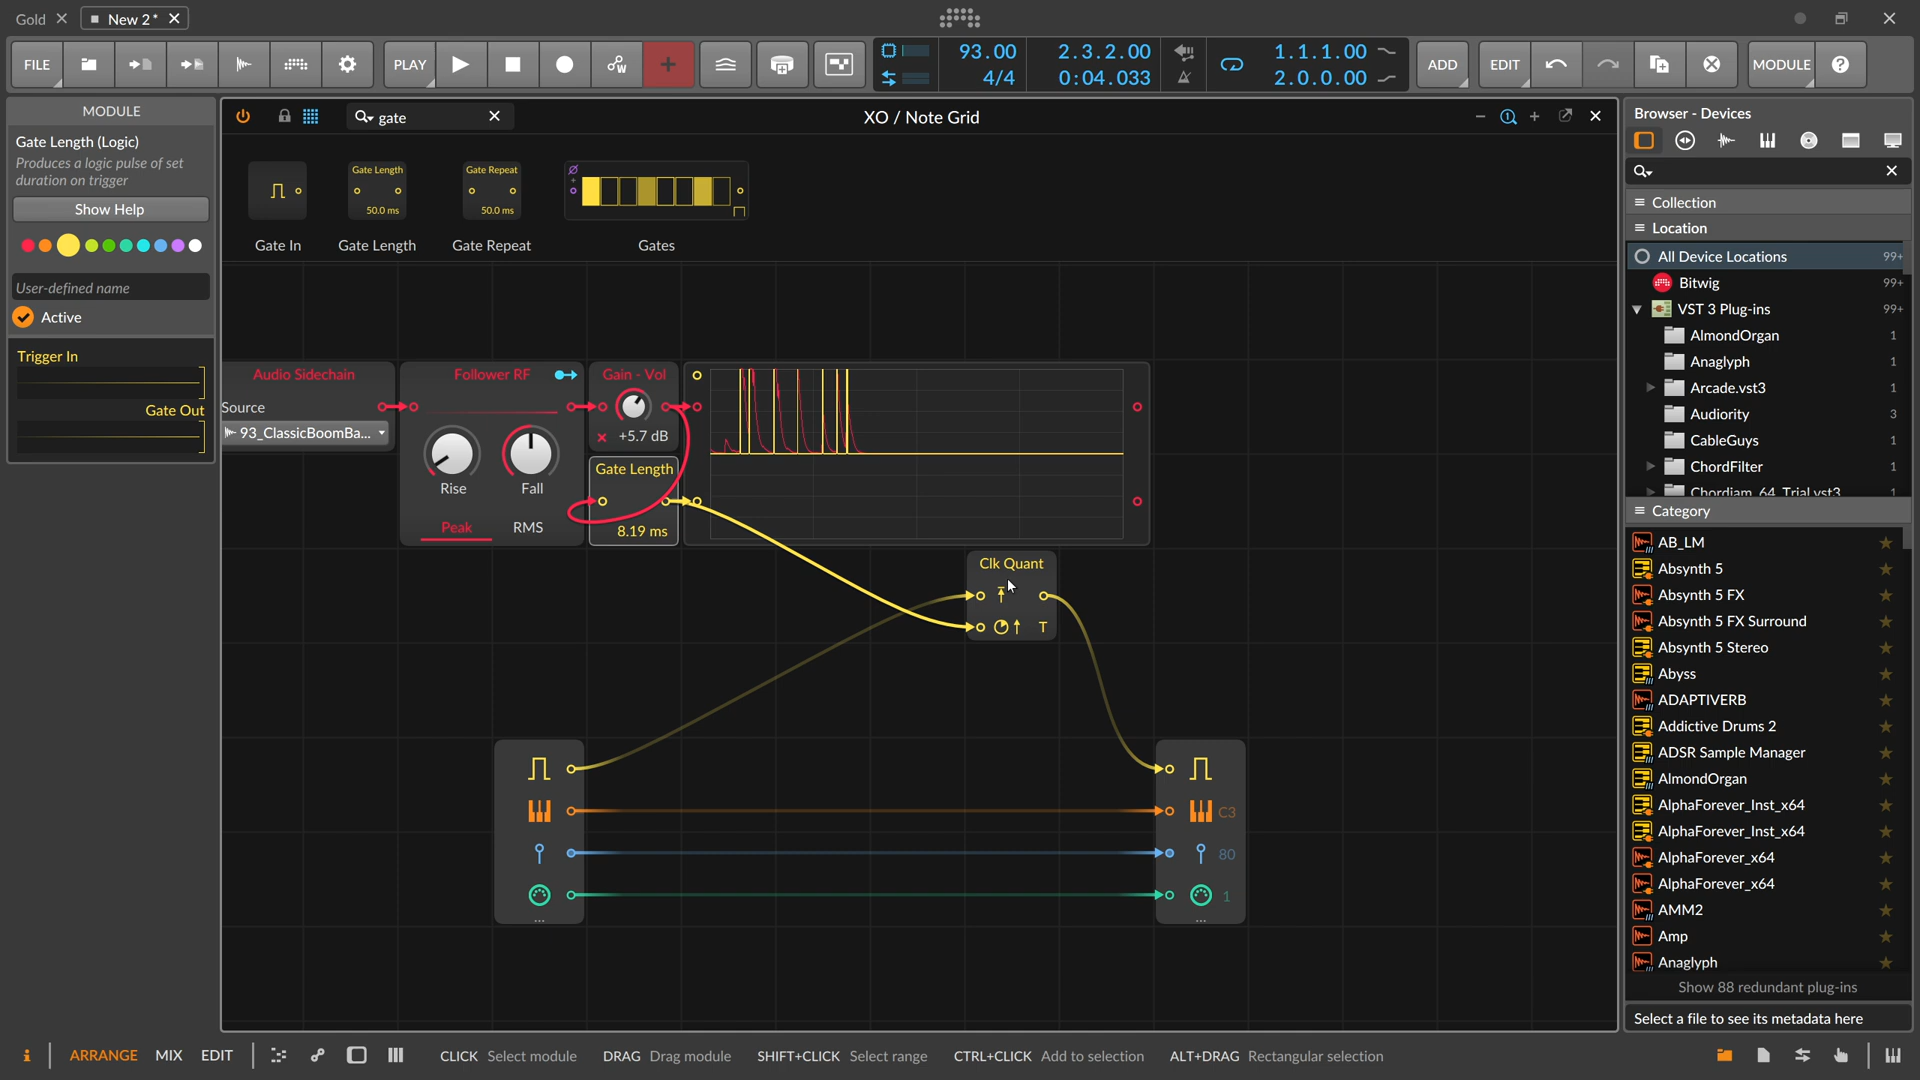 Gold
New 2*
FILE
PLAY
93.00
4/4
2.3.2.00
0:04.033
1.1.1.00
2.0.0.00
ADD
EDIT
MODULE
MODULE
Gate Length (Logic)
Produces a logic pulse of set
duration on trigger
Show Help
User-defined name
Active
Trigger In
Gate Out
gate
XO / Note Grid
Gate Length
50.0 ms
Gate Repeat
50.0 ms
Gate In
Gate Length
Gate Repeat
Gates
Audio Sidechain
Source
93_ClassicBoomBa...
Follower RF
Rise
Fall
Peak
RMS
Gain - Vol
+5.7 dB
Gate Length
8.19 ms
Clk Quant
T
C3
80
1
...
...
Browser - Devices
Collection
Location
All Device Locations 99+
Bitwig 99+
VST 3 Plug-ins 99+
AlmondOrgan 1
Anaglyph 1
Arcade.vst3 1
Audiority 3
CableGuys 1
ChordFilter 1
Chordjam_64_Trial.vst3 1
Category
AB_LM
Absynth 5
Absynth 5 FX
Absynth 5 FX Surround
Absynth 5 Stereo
Abyss
ADAPTIVERB
Addictive Drums 2
ADSR Sample Manager
AlmondOrgan
AlphaForever_Inst_x64
AlphaForever_Inst_x64
AlphaForever_x64
AlphaForever_x64
AMM2
Amp
Anaglyph
Show 88 redundant plug-ins
Select a file to see its metadata here
i
ARRANGE
MIX
EDIT
CLICK Select module
DRAG Drag module
SHIFT+CLICK Select range
CTRL+CLICK Add to selection
ALT+DRAG Rectangular selection